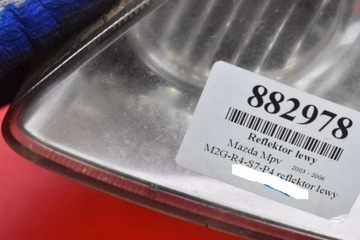 882978
Reflektor lewy
Mazda Mpv 2003 - 2006
M2G-R4-S7-P4 reflektor lewy